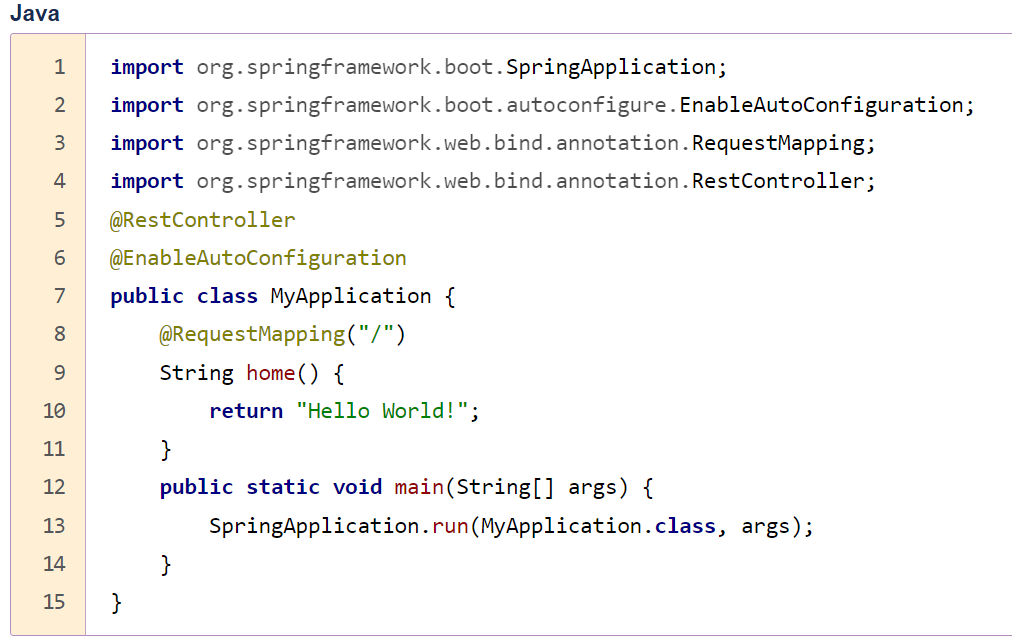 Java
1 import org.springframework.boot.SpringApplication;
2 import org.springframework.boot.autoconfigure.EnableAutoConfiguration;
3 import org.springframework.web.bind.annotation.RequestMapping;
4 import org.springframework.web.bind.annotation.RestController;
5 @RestController
6 @EnableAutoConfiguration
7 public class MyApplication {
8     @RequestMapping("/")
9     String home() {
10         return "Hello World!";
11     }
12     public static void main(String[] args) {
13         SpringApplication.run(MyApplication.class, args);
14     }
15 }